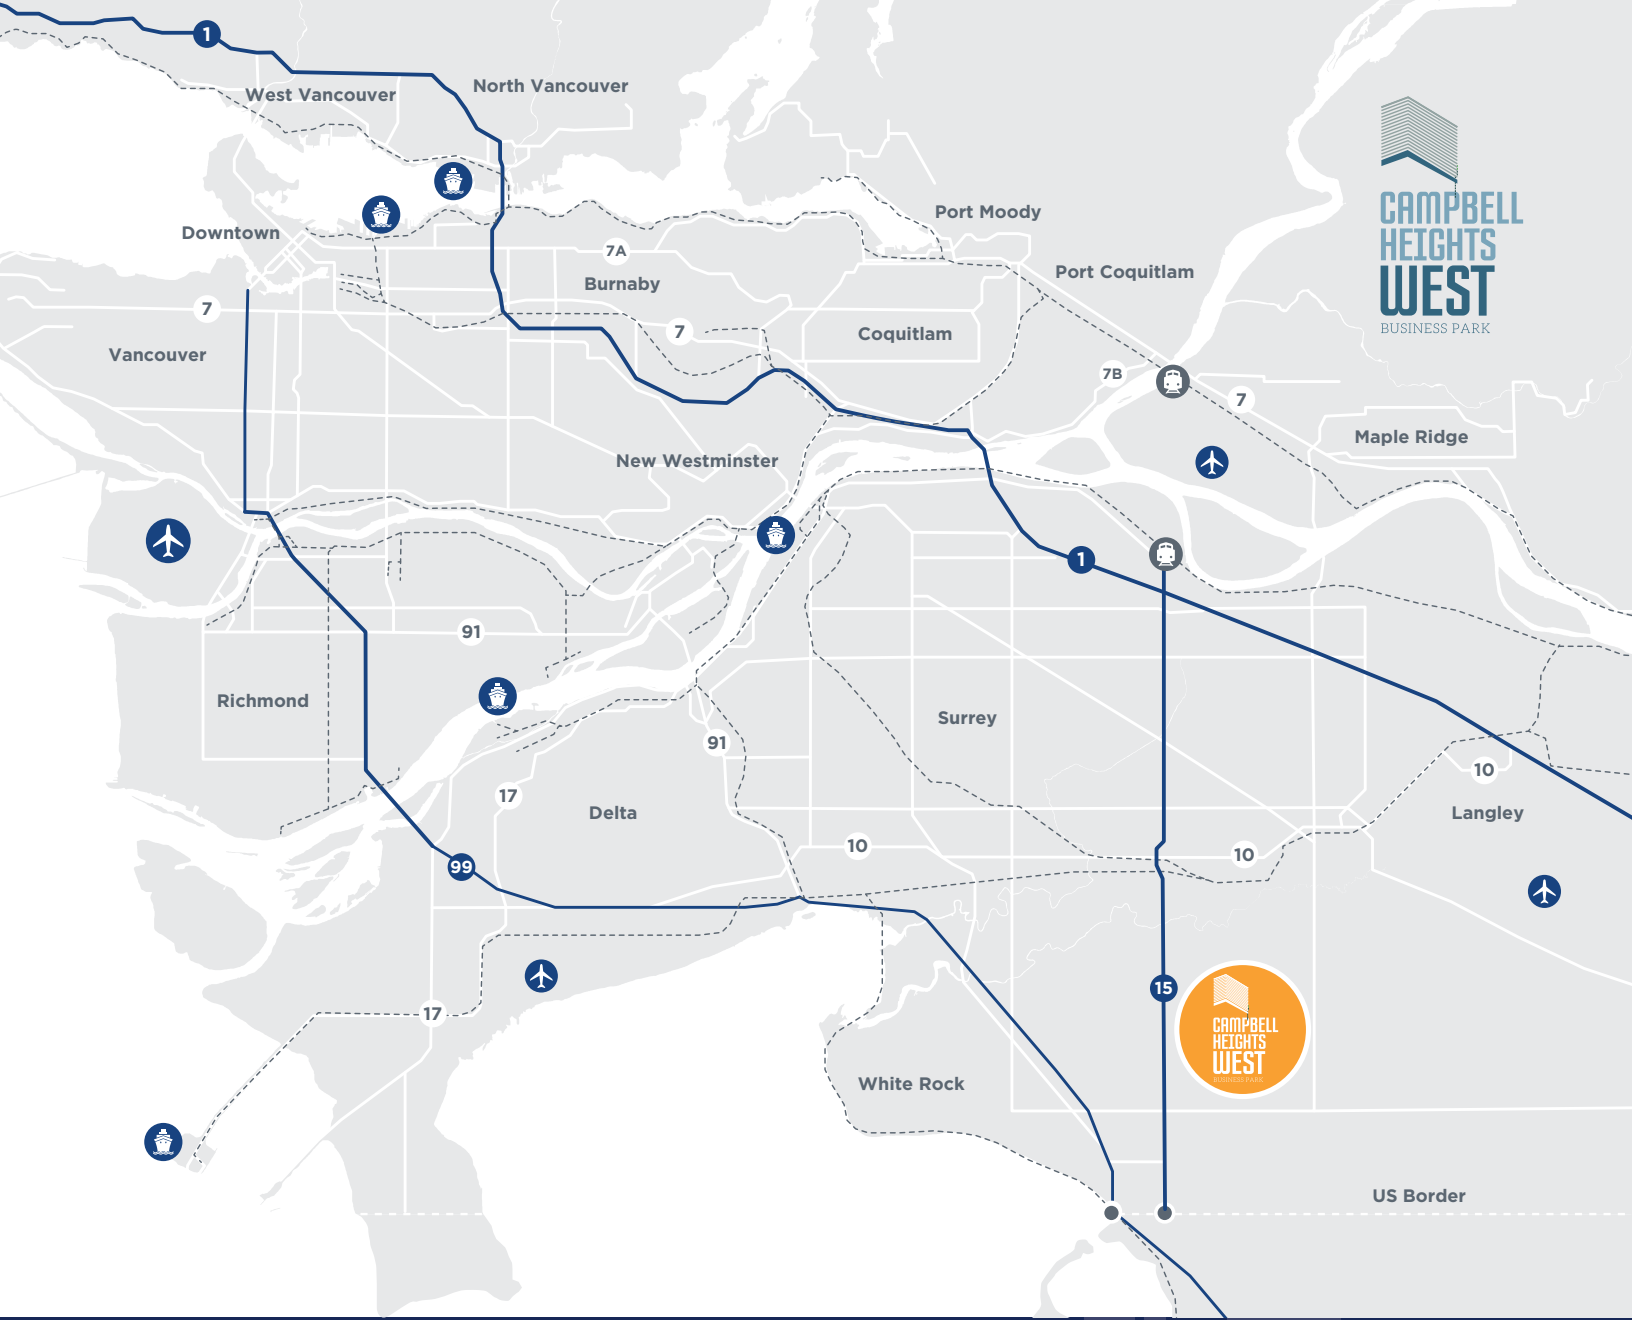 1
North Vancouver
West Vancouver
CAMPBELL
HEIGHTS
WEST
BUSINESS PARK
Port Moody
Downtown
7A
Port Coquitlam
Burnaby
7
7
Coquitlam
Vancouver
7B
7
Maple Ridge
New Westminster
1
91
Richmond
Surrey
91
10
17
Delta
Langley
10
10
99
15
17
CAMPBELL
HEIGHTS
WEST
BUSINESS PARK
White Rock
US Border